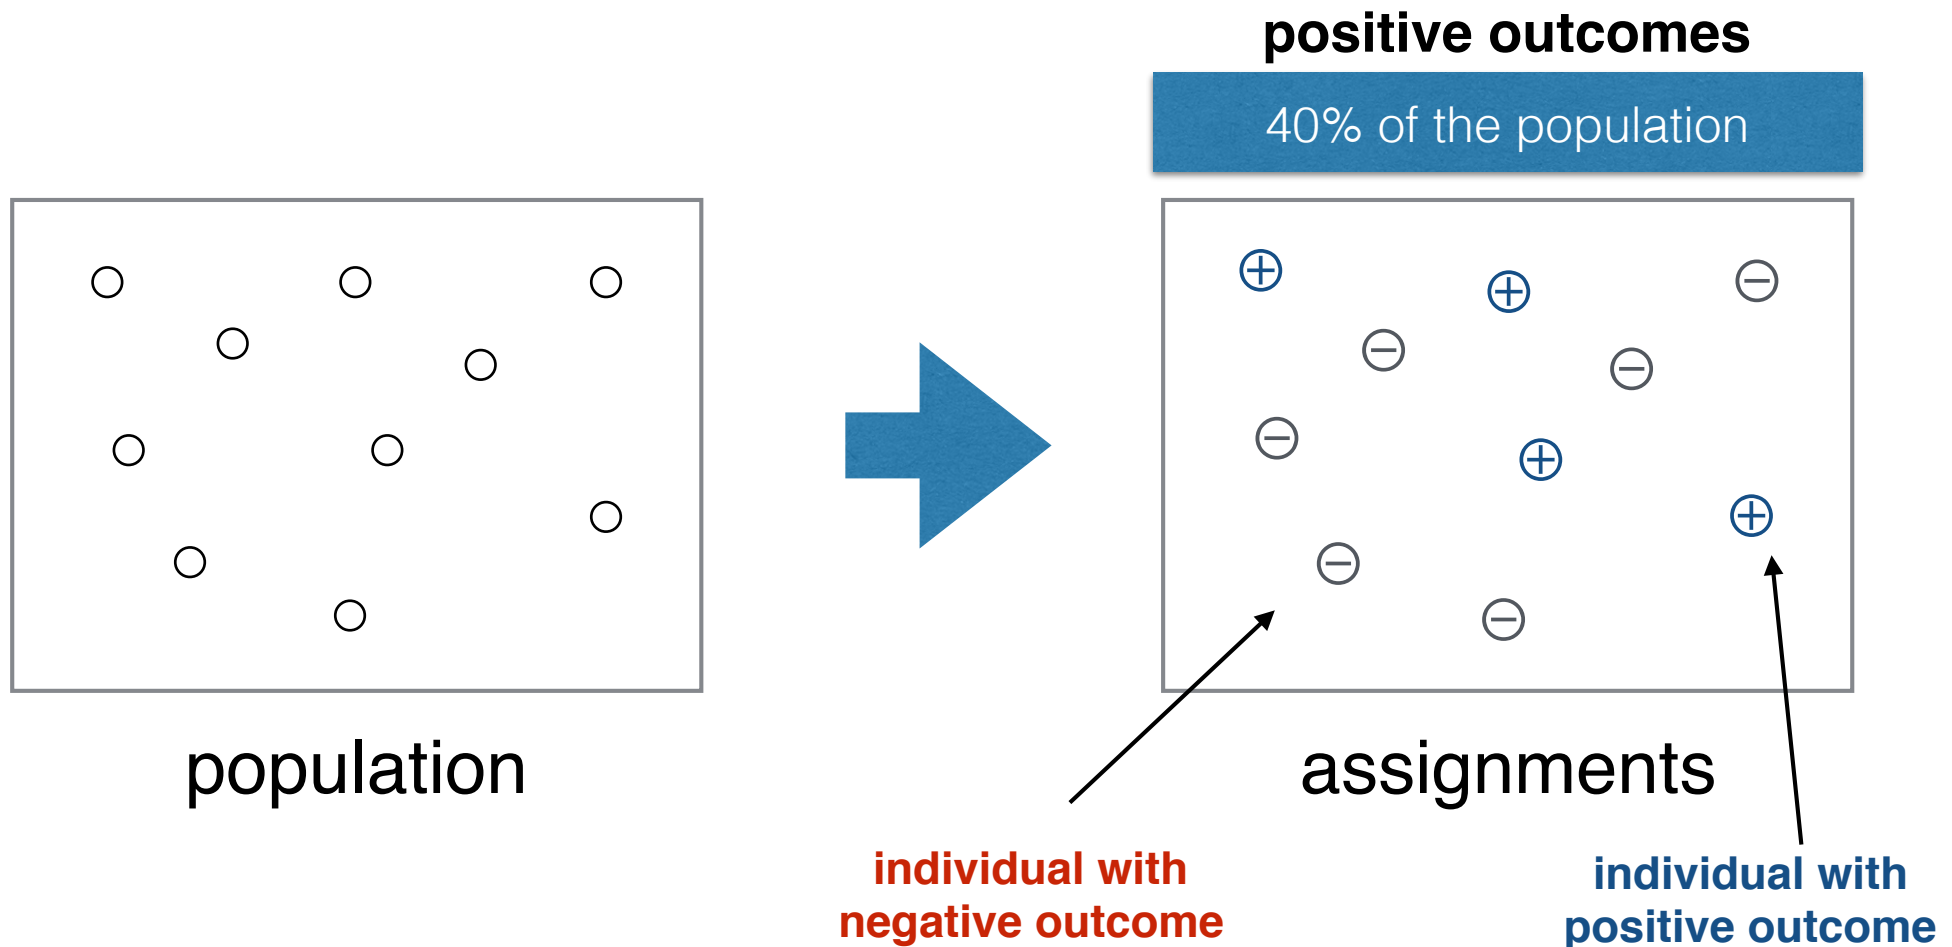 positive outcomes
40% of the population
population
assignments
individual with
negative outcome
individual with
positive outcome